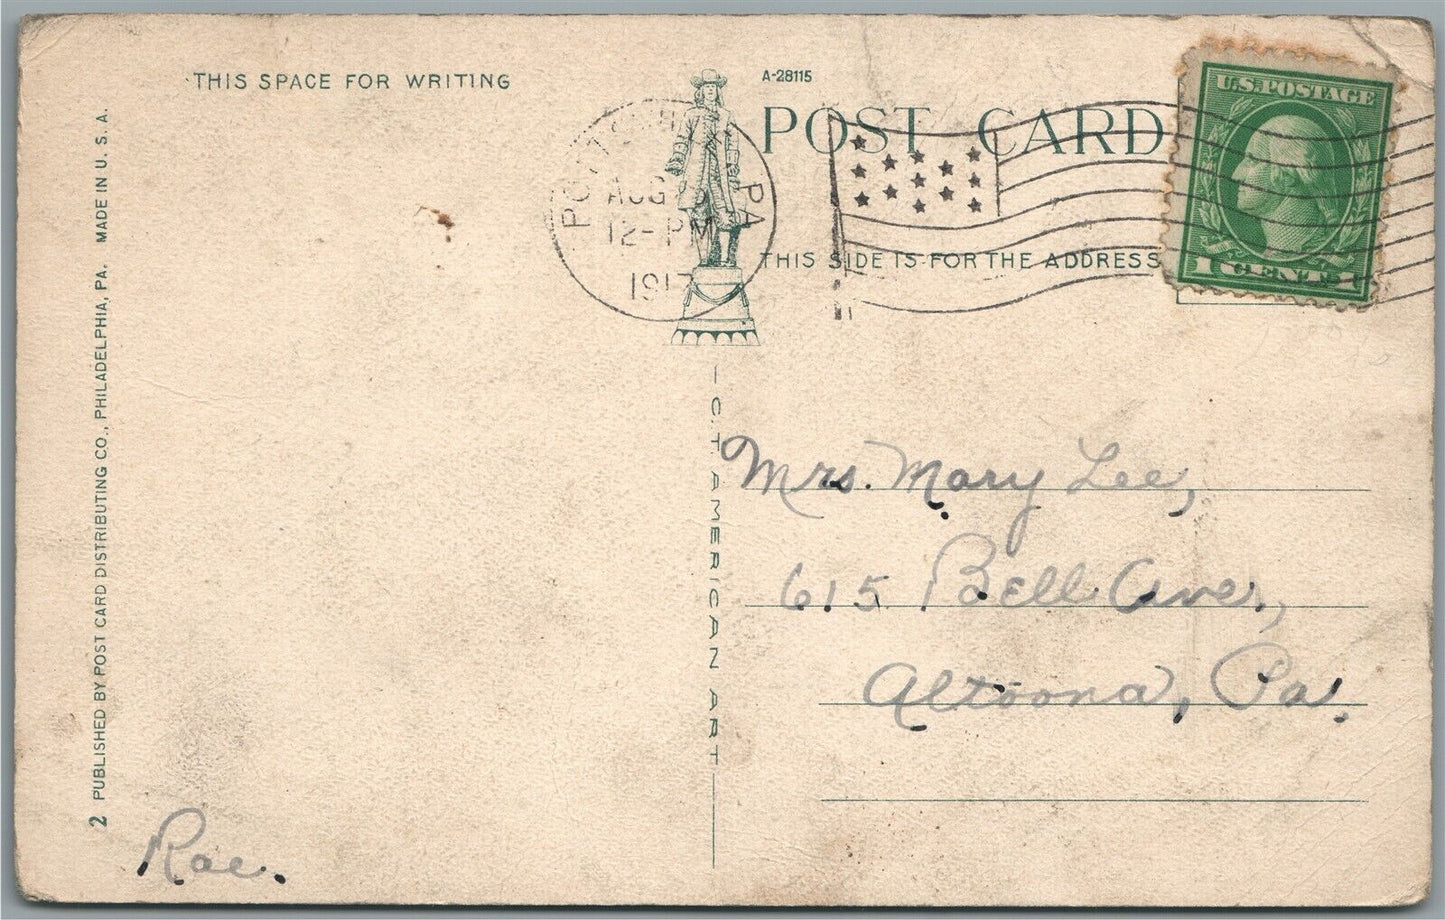 THIS SPACE FOR WRITING
A-28115
POST CARD
THIS SIDE IS FOR THE ADDRESS
U.S. POSTAGE
1 CENT 1
PA
AUG
12-PM
191
C. T. AMERICAN ART
Mrs. Mary Lee,
615 Bell Ave.,
Altoona, Pa.
Rae.
2 PUBLISHED BY POST CARD DISTRIBUTING CO., PHILADELPHIA, PA. MADE IN U. S. A.